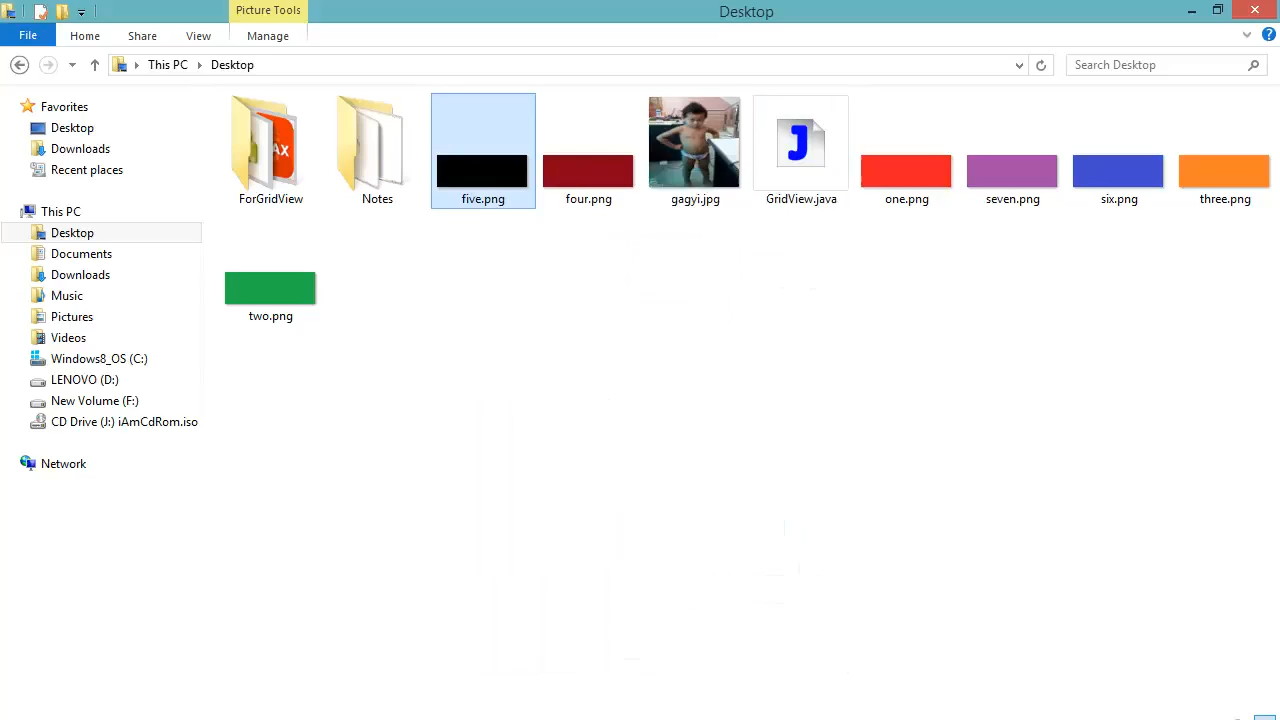 Picture Tools
Desktop
File
Home
Share
View
Manage
This PC
Desktop
Search Desktop
Favorites
Desktop
Downloads
Recent places
This PC
Desktop
Documents
Downloads
Music
Pictures
Videos
Windows8_OS (C:)
LENOVO (D:)
New Volume (F:)
CD Drive (J:) iAmCdRom.iso
Network
AX
J
ForGridView
Notes
five.png
four.png
gagyi.jpg
GridView.java
one.png
seven.png
six.png
three.png
two.png